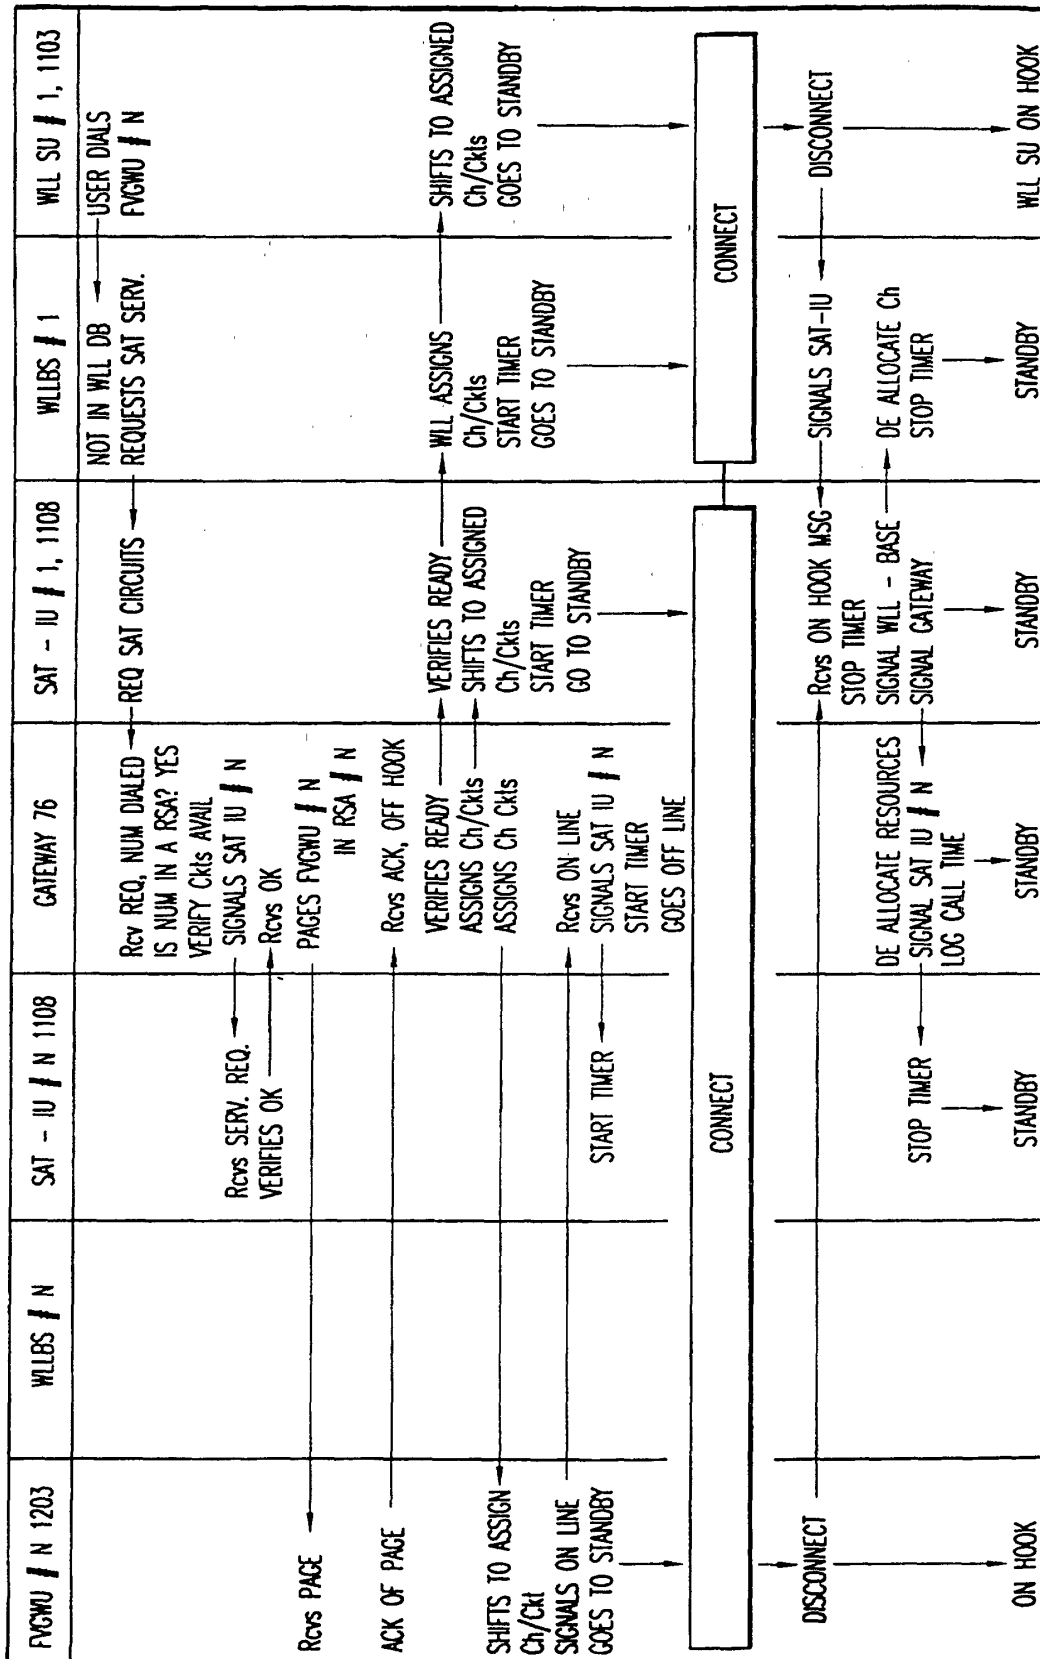 FVGWU # N 1203
WLLBS # N
SAT - IU # N 1108
GATEWAY 76
SAT - IU # 1, 1108
WLLBS # 1
WLL SU # 1, 1103
USER DIALS
FVGWU # N
NOT IN WLL DB
REQUESTS SAT SERV.
REQ SAT CIRCUITS
Rcv REQ, NUM DIALED
IS NUM IN A RSA? YES
VERIFY Ckts AVAIL
SIGNALS SAT IU # N
Rcvs SERV. REQ.
VERIFIES OK
Rcvs OK
PAGES FVGWU # N
IN RSA # N
Rcvs PAGE
ACK OF PAGE
Rcvs ACK, OFF HOOK
VERIFIES READY
ASSIGNS Ch/Ckts
ASSIGNS Ch Ckts
VERIFIES READY
SHIFTS TO ASSIGNED
Ch/Ckts
START TIMER
GO TO STANDBY
WLL ASSIGNS
Ch/Ckts
START TIMER
GOES TO STANDBY
SHIFTS TO ASSIGNED
Ch/Ckts
GOES TO STANDBY
SHIFTS TO ASSIGN
Ch/Ckt
SIGNALS ON LINE
GOES TO STANDBY
Rcvs ON LINE
SIGNALS SAT IU # N
START TIMER
GOES OFF LINE
START TIMER
CONNECT
CONNECT
DISCONNECT
DISCONNECT
SIGNALS SAT-IU
Rcvs ON HOOK MSG
STOP TIMER
SIGNAL WLL - BASE
SIGNAL GATEWAY
DE ALLOCATE Ch
STOP TIMER
DE ALLOCATE RESOURCES
SIGNAL SAT IU # N
LOG CALL TIME
STOP TIMER
ON HOOK
STANDBY
STANDBY
STANDBY
STANDBY
WLL SU ON HOOK